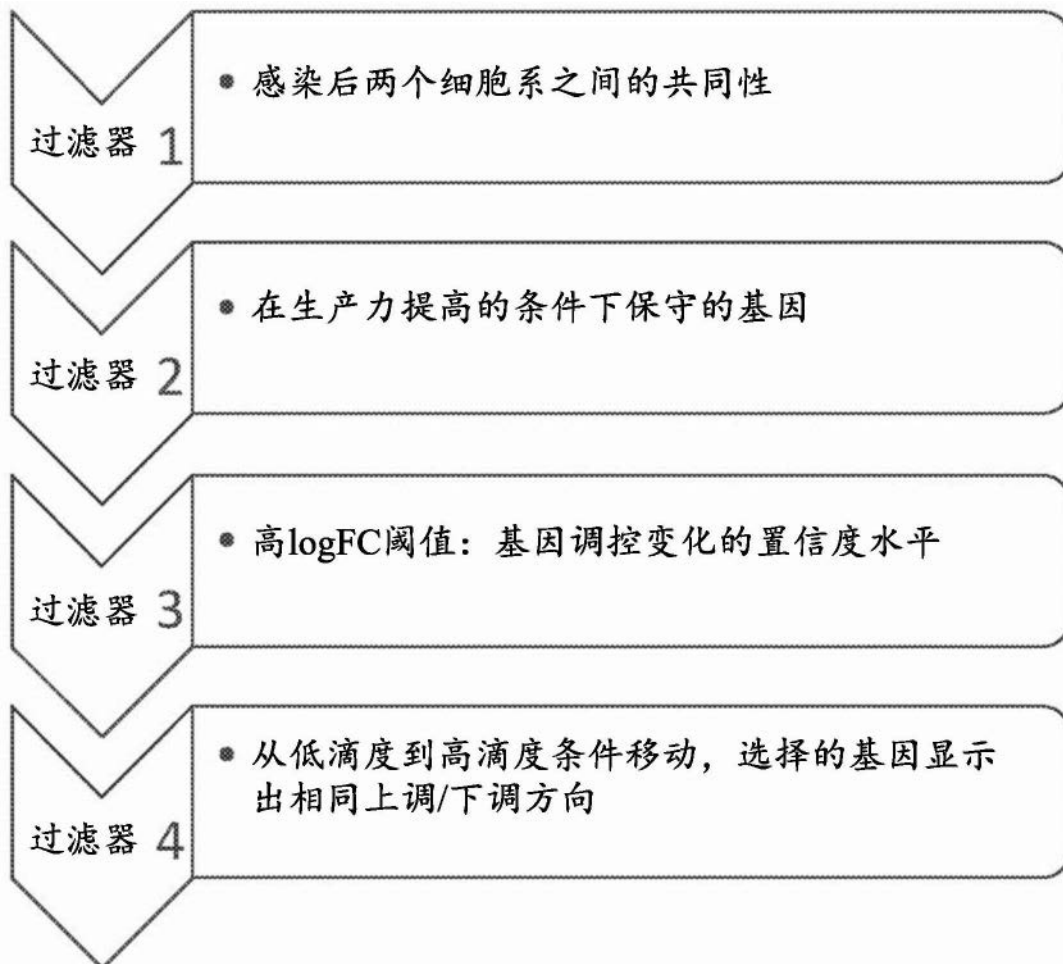 过滤器 1
• 感染后两个细胞系之间的共同性
过滤器 2
• 在生产力提高的条件下保守的基因
过滤器 3
• 高logFC阈值：基因调控变化的置信度水平
过滤器 4
• 从低滴度到高滴度条件移动，选择的基因显示
出相同上调/下调方向